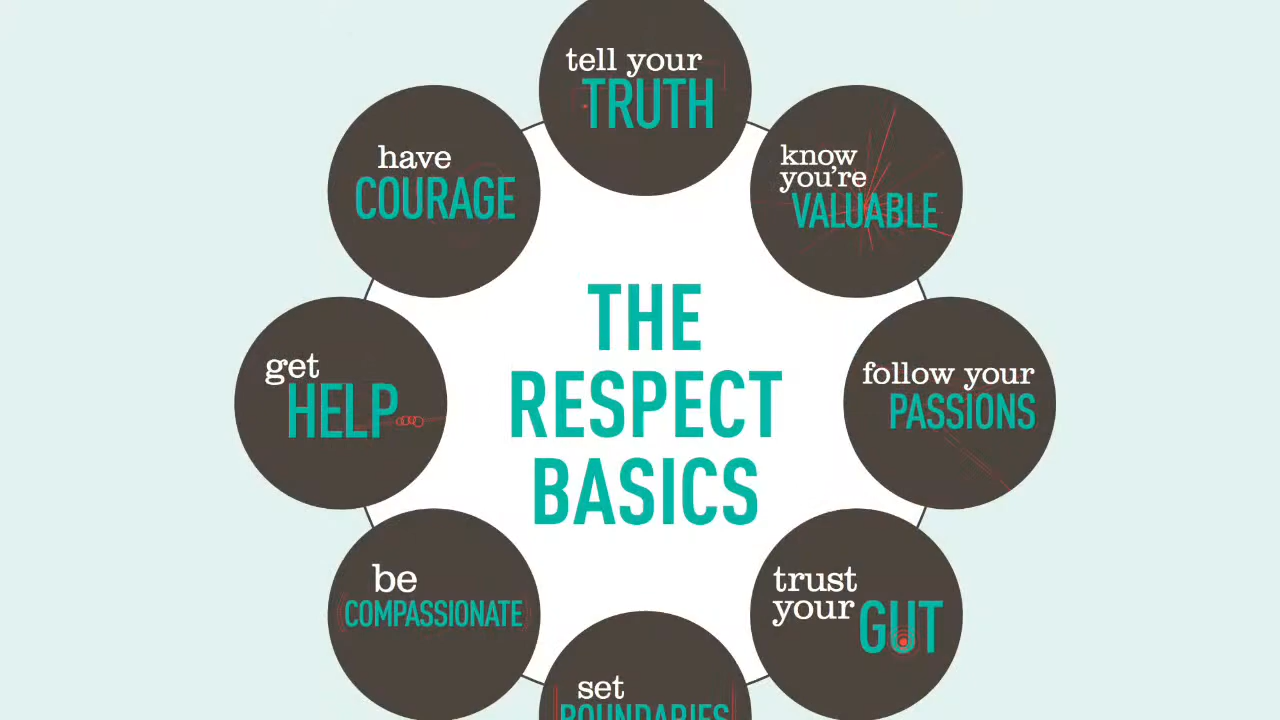 tell your
TRUTH
know
you're
VALUABLE
follow your
PASSIONS
trust
your GUT
set
BOUNDARIES
be
COMPASSIONATE
get
HELP
have
COURAGE
THE
RESPECT
BASICS